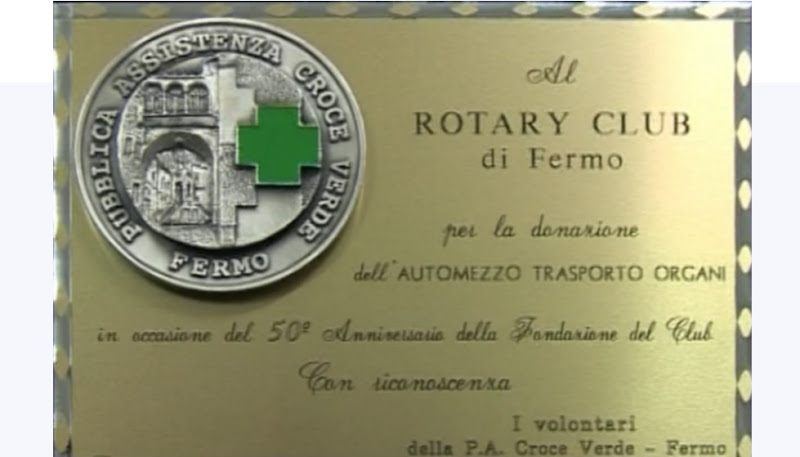 PUBBLICA ASSISTENZA CROCE VERDE
FERMO
Al
ROTARY CLUB
di Fermo
per la donazione
dell'AUTOMEZZO TRASPORTO ORGANI
in occasione del 50º Anniversario della Fondazione del Club
Con riconoscenza
I volontari
della P.A. Croce Verde - Fermo